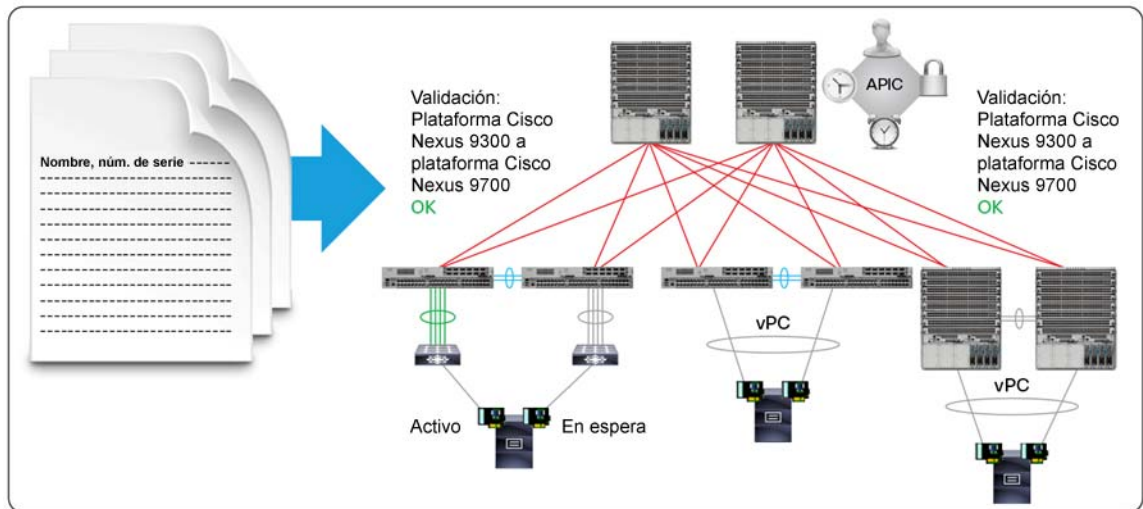 Nombre, núm. de serie
Validación:
Plataforma Cisco
Nexus 9300 a
plataforma Cisco
Nexus 9700
OK
APIC
Validación:
Plataforma Cisco
Nexus 9300 a
plataforma Cisco
Nexus 9700
OK
vPC
vPC
Activo
En espera